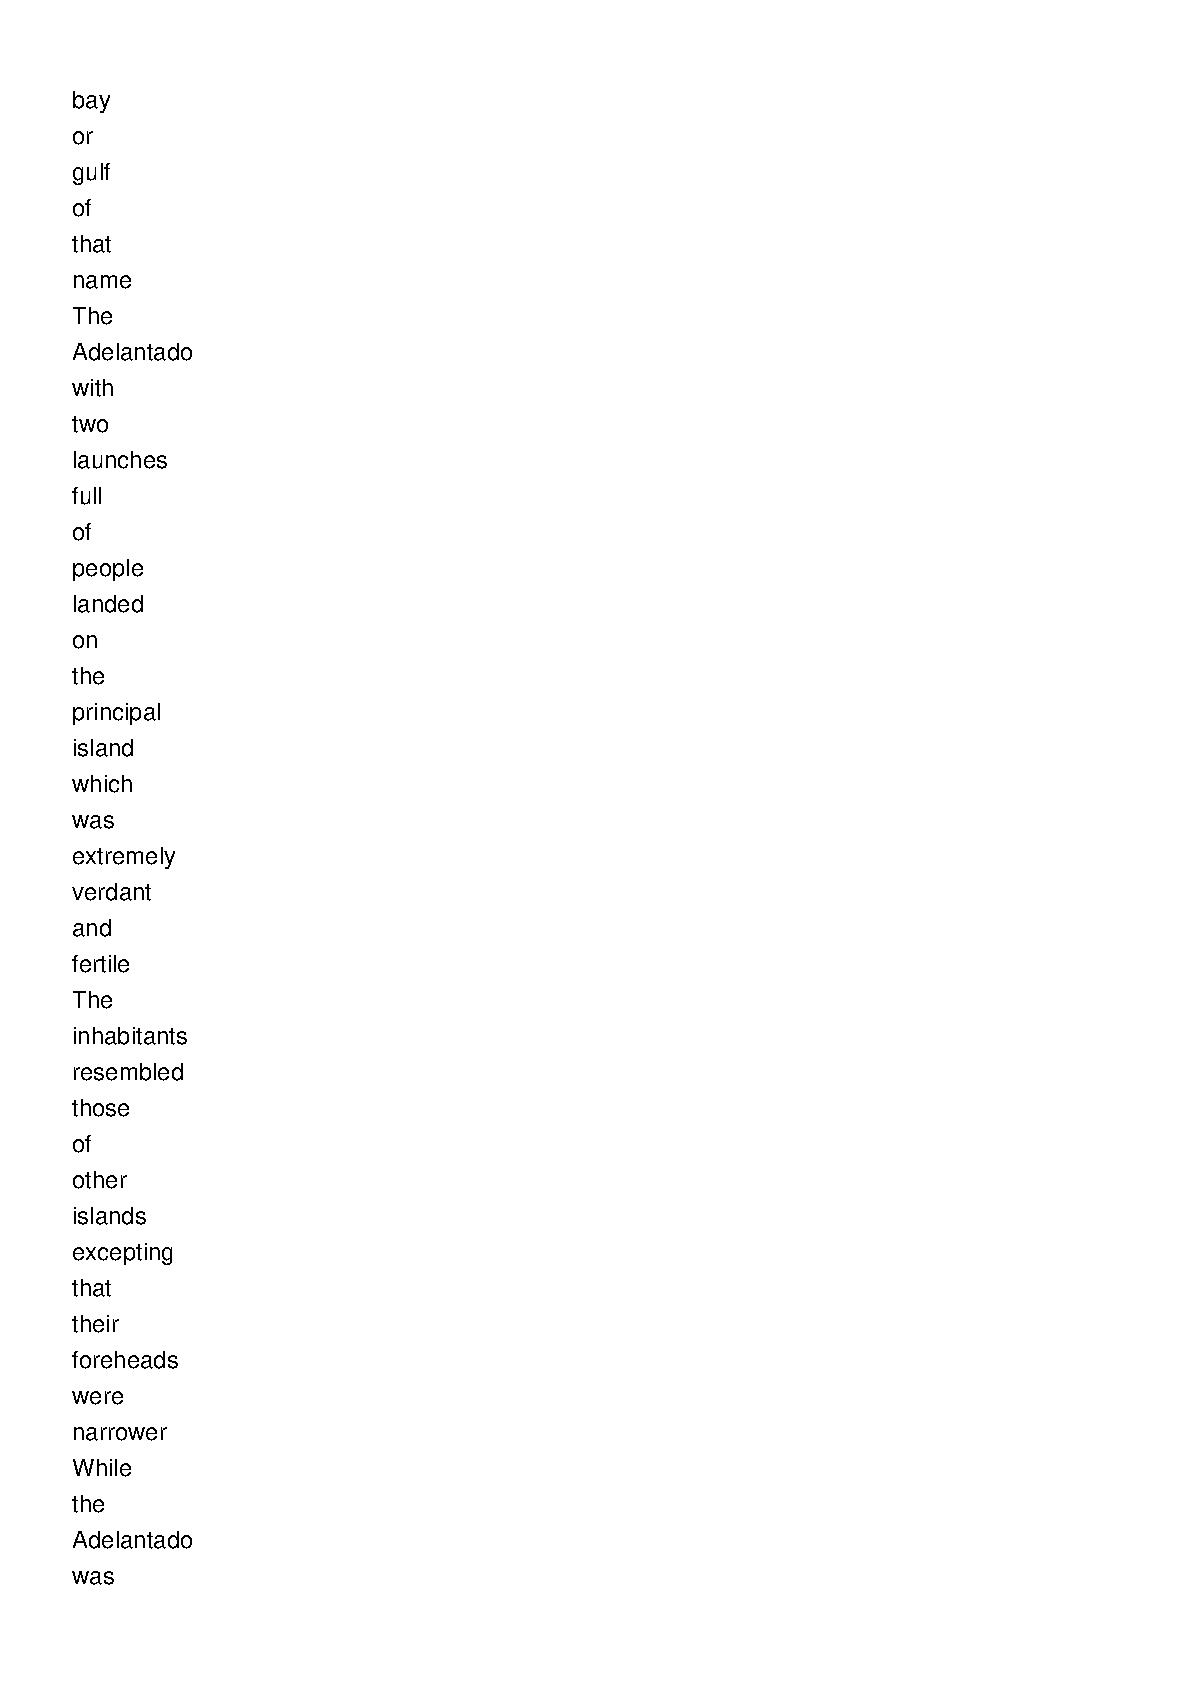 bay
or
gulf
of
that
name
The
Adelantado
with
two
launches
full
of
people
landed
on
the
principal
island
which
was
extremely
verdant
and
fertile
The
inhabitants
resembled
those
of
other
islands
excepting
that
their
foreheads
were
narrower
While
the
Adelantado
was